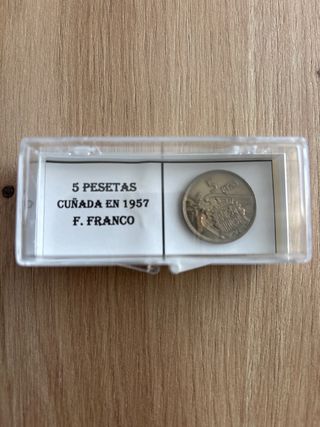 5 PESETAS
CUÑADA EN 1957
F. FRANCO